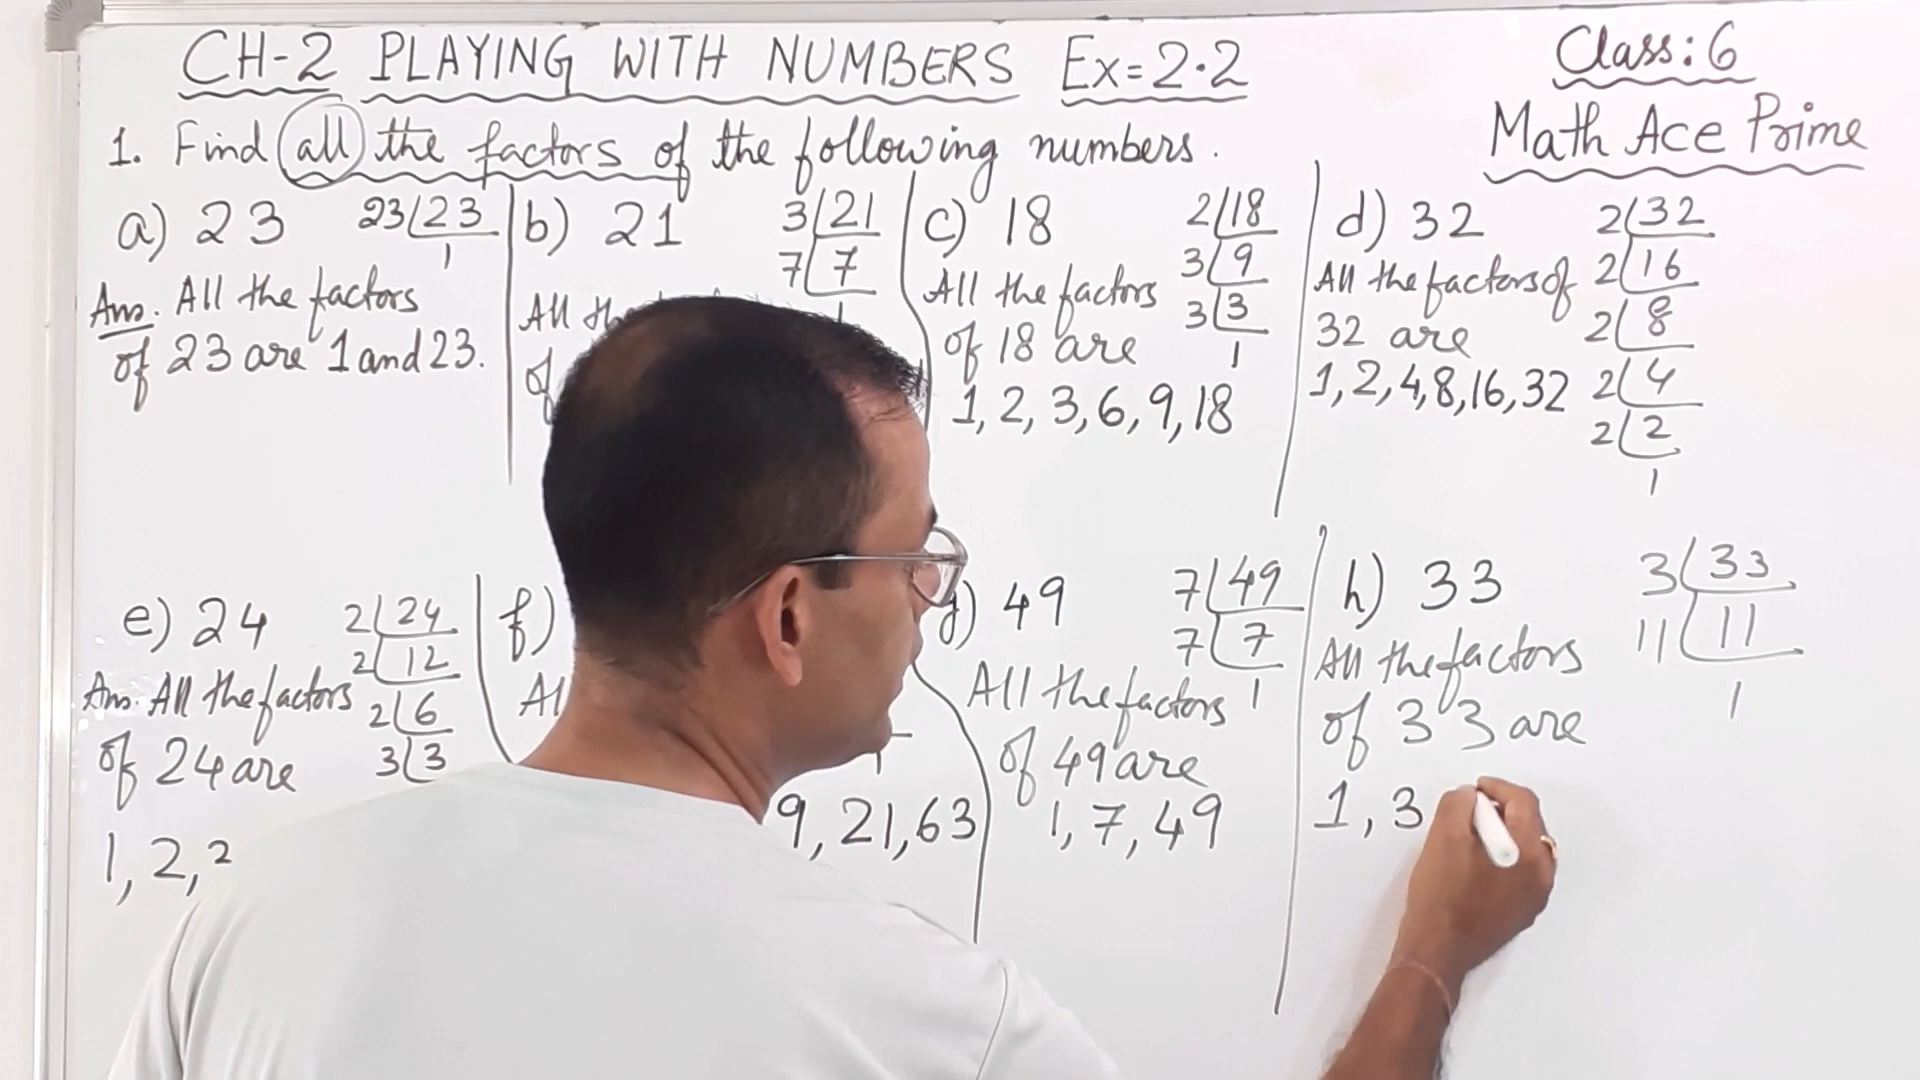 CH-2 PLAYING WITH NUMBERS Ex=2.2
Class: 6
Math Ace Prime
1. Find all the factors of the following numbers.
a) 23
23 23
1
Ans. All the factors
of 23 are 1 and 23.
b) 21
3 21
7 7
All
of
c) 18
2 18
3 9
3 3
1
All the factors
of 18 are
1, 2, 3, 6, 9, 18
d) 32
2 32
2 16
2 8
2 4
2 2
1
All the factors of
32 are
1, 2, 4, 8, 16, 32
e) 24
2 24
2 12
2 6
3 3
Ans. All the factors
of 24 are
1, 2,
f)
9, 21, 63
g) 49
7 49
7 7
1
All the factors
of 49 are
1, 7, 49
h) 33
3 33
11 11
1
All the factors
of 33 are
1, 3